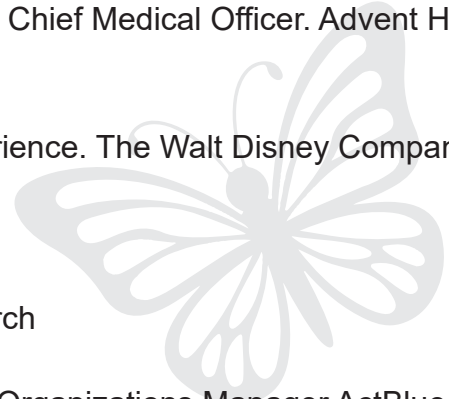 Chief Medical Officer. Advent H
rience. The Walt Disney Compan
rch
Organizations Manager ActBlue